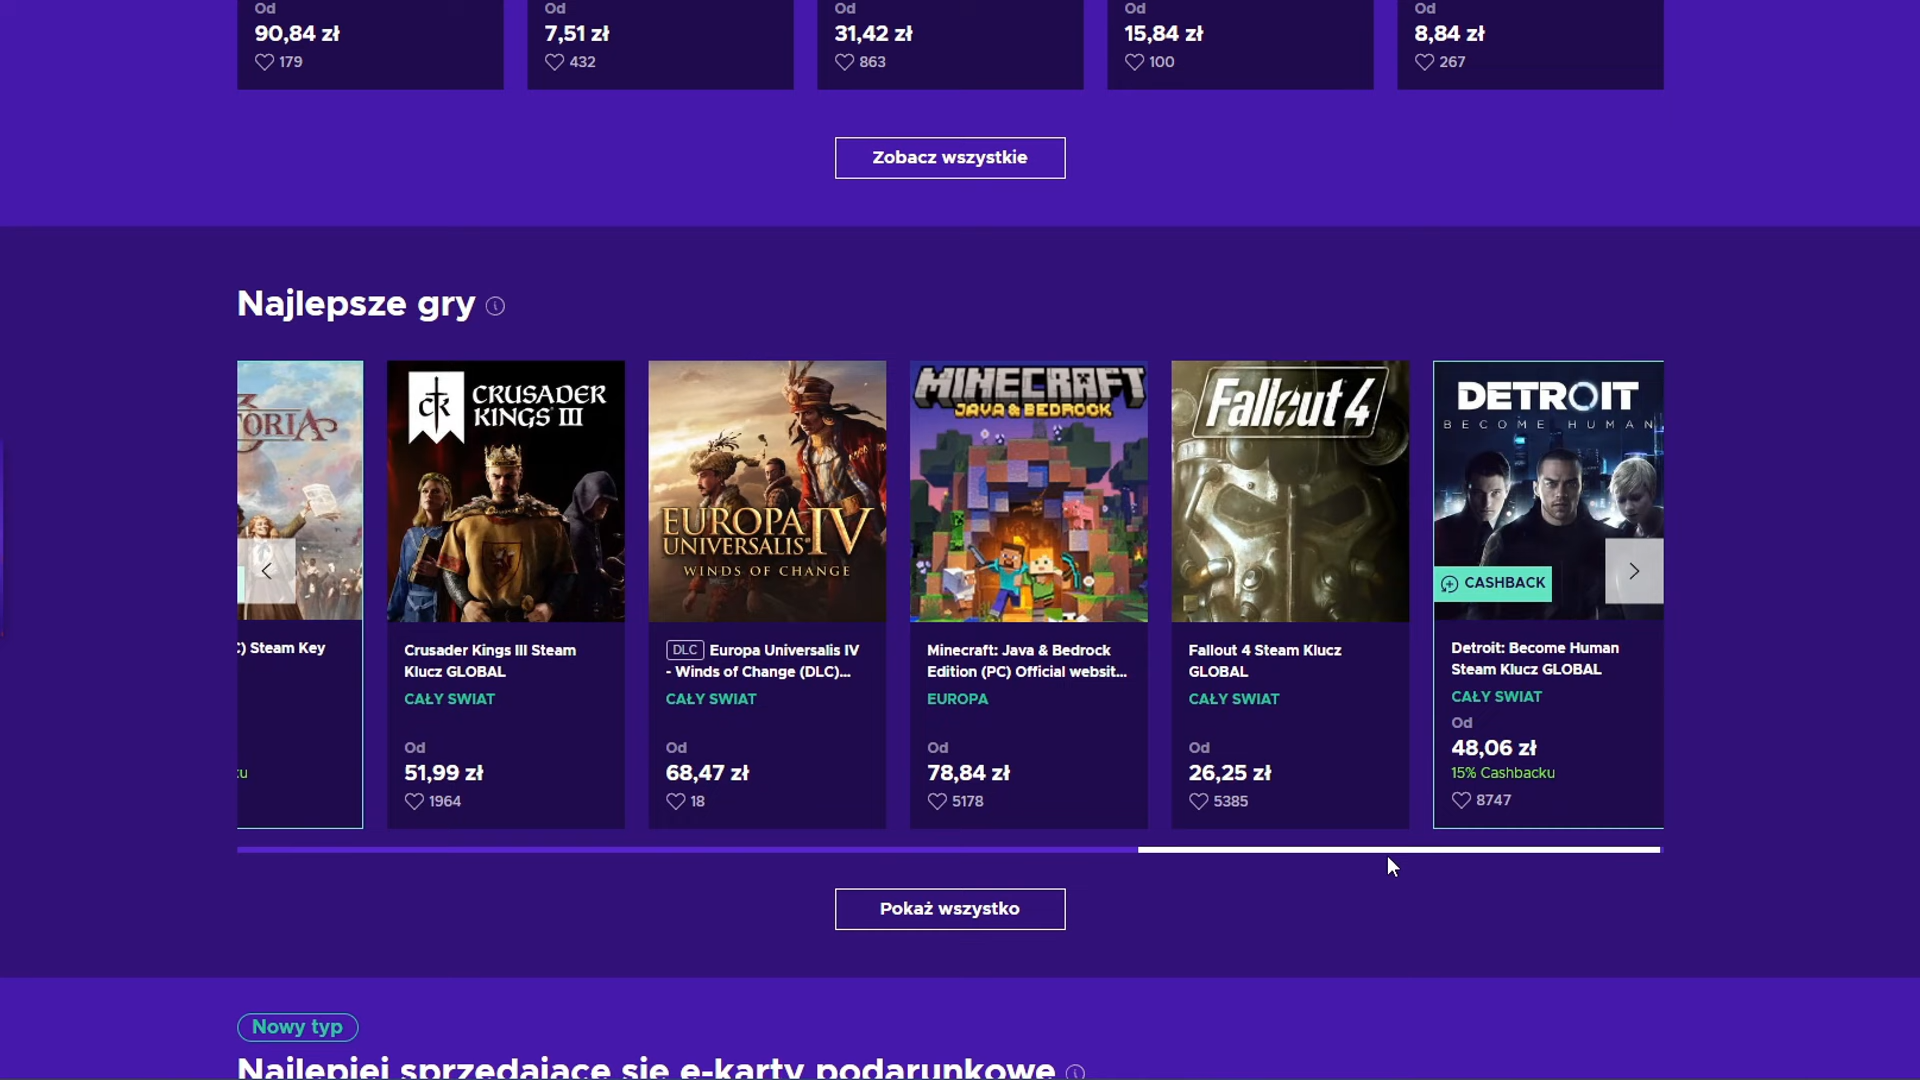 Od
90,84 zł
179
Od
7,51 zł
432
Od
31,42 zł
863
Od
15,84 zł
100
Od
8,84 zł
267
Zobacz wszystkie
Najlepsze gry
TORIA
CRUSADER
KINGS III
EUROPA
UNIVERSALIS IV
WINDS OF CHANGE
MINECRAFT
JAVA & BEDROCK
Fallout 4
DETROIT
BECOME HUMAN
CASHBACK
C) Steam Key
Crusader Kings III Steam
Klucz GLOBAL
CAŁY SWIAT
Od
51,99 zł
1964
DLC Europa Universalis IV
- Winds of Change (DLC)...
CAŁY SWIAT
Od
68,47 zł
18
Minecraft: Java & Bedrock
Edition (PC) Official websit...
EUROPA
Od
78,84 zł
5178
Fallout 4 Steam Klucz
GLOBAL
CAŁY SWIAT
Od
26,25 zł
5385
Detroit: Become Human
Steam Klucz GLOBAL
CAŁY SWIAT
Od
48,06 zł
15% Cashbacku
8747
Pokaż wszystko
Nowy typ
Najlepiej sprzedające się e-karty podarunkowe